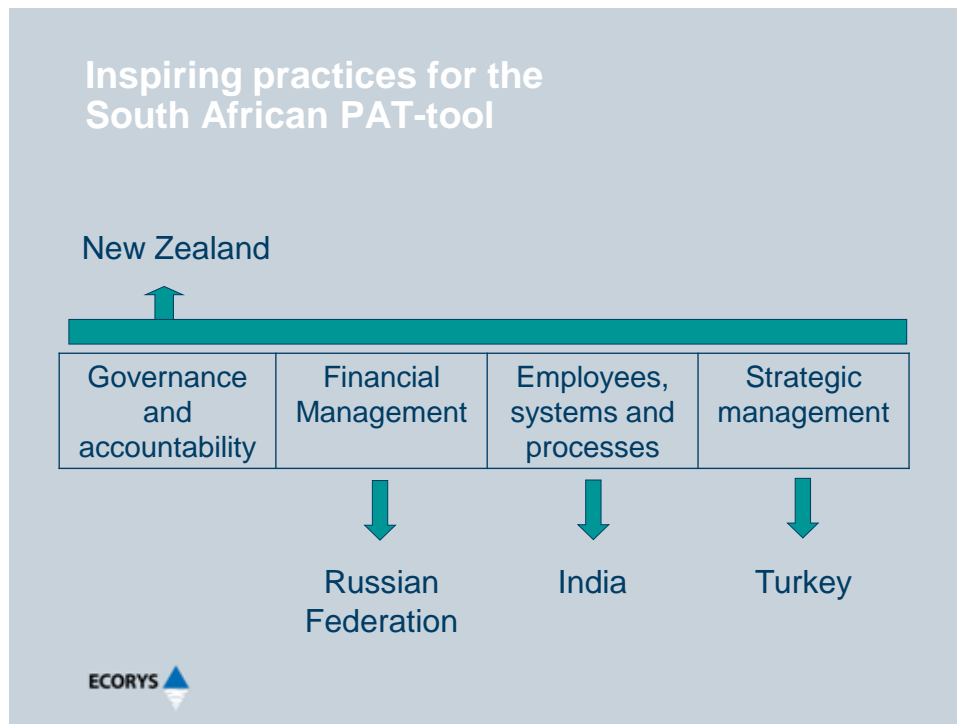 Inspiring practices for the
South African PAT-tool
New Zealand
Governance
and
accountability
Financial
Management
Employees,
systems and
processes
Strategic
management
Russian
Federation
India
Turkey
ECORYS